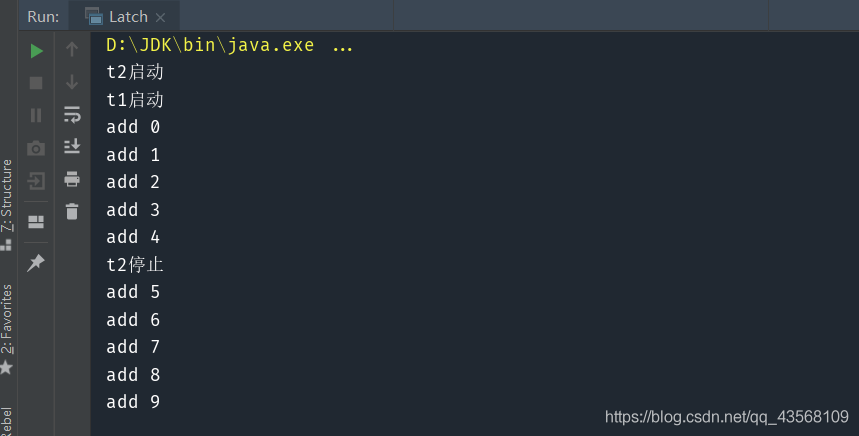 Run: Latch
D:\JDK\bin\java.exe ...
t2启动
t1启动
add 0
add 1
add 2
add 3
add 4
t2停止
add 5
add 6
add 7
add 8
add 9
7: Structure
2: Favorites
Rebel
https://blog.csdn.net/qq_43568109